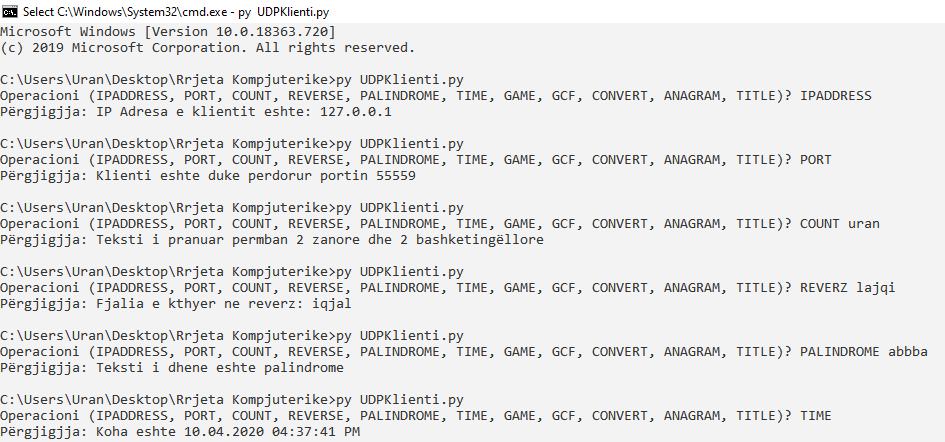 Select C:\Windows\System32\cmd.exe - py UDPKlienti.py
Microsoft Windows [Version 10.0.18363.720]
(c) 2019 Microsoft Corporation. All rights reserved.
C:\Users\Uran\Desktop\Rrjeta Kompjuterike>py UDPKlienti.py
Operacioni (IPADDRESS, PORT, COUNT, REVERSE, PALINDROME, TIME, GAME, GCF, CONVERT, ANAGRAM, TITLE)? IPADDRESS
Përgjigjja: IP Adresa e klientit eshte: 127.0.0.1
C:\Users\Uran\Desktop\Rrjeta Kompjuterike>py UDPKlienti.py
Operacioni (IPADDRESS, PORT, COUNT, REVERSE, PALINDROME, TIME, GAME, GCF, CONVERT, ANAGRAM, TITLE)? PORT
Përgjigjja: Klienti eshte duke perdorur portin 55559
C:\Users\Uran\Desktop\Rrjeta Kompjuterike>py UDPKlienti.py
Operacioni (IPADDRESS, PORT, COUNT, REVERSE, PALINDROME, TIME, GAME, GCF, CONVERT, ANAGRAM, TITLE)? COUNT uran
Përgjigjja: Teksti i pranuar permban 2 zanore dhe 2 bashketingëllore
C:\Users\Uran\Desktop\Rrjeta Kompjuterike>py UDPKlienti.py
Operacioni (IPADDRESS, PORT, COUNT, REVERSE, PALINDROME, TIME, GAME, GCF, CONVERT, ANAGRAM, TITLE)? REVERZ lajqi
Përgjigjja: Fjalia e kthyer ne reverz: iqjal
C:\Users\Uran\Desktop\Rrjeta Kompjuterike>py UDPKlienti.py
Operacioni (IPADDRESS, PORT, COUNT, REVERSE, PALINDROME, TIME, GAME, GCF, CONVERT, ANAGRAM, TITLE)? PALINDROME abbba
Përgjigjja: Teksti i dhene eshte palindrome
C:\Users\Uran\Desktop\Rrjeta Kompjuterike>py UDPKlienti.py
Operacioni (IPADDRESS, PORT, COUNT, REVERSE, PALINDROME, TIME, GAME, GCF, CONVERT, ANAGRAM, TITLE)? TIME
Përgjigjja: Koha eshte 10.04.2020 04:37:41 PM